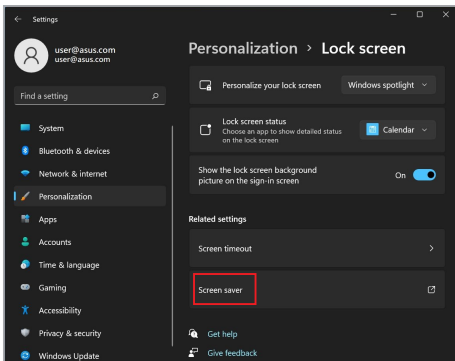 Settings
user@asus.com
user@asus.com
Find a setting
System
Bluetooth & devices
Network & internet
Personalization
Apps
Accounts
Time & language
Gaming
Accessibility
Privacy & security
Windows Update
Personalization > Lock screen
Personalize your lock screen
Windows spotlight
Lock screen status
Choose an app to show detailed status
on the lock screen
Calendar
Show the lock screen background
picture on the sign-in screen
On
Related settings
Screen timeout
Screen saver
Get help
Give feedback